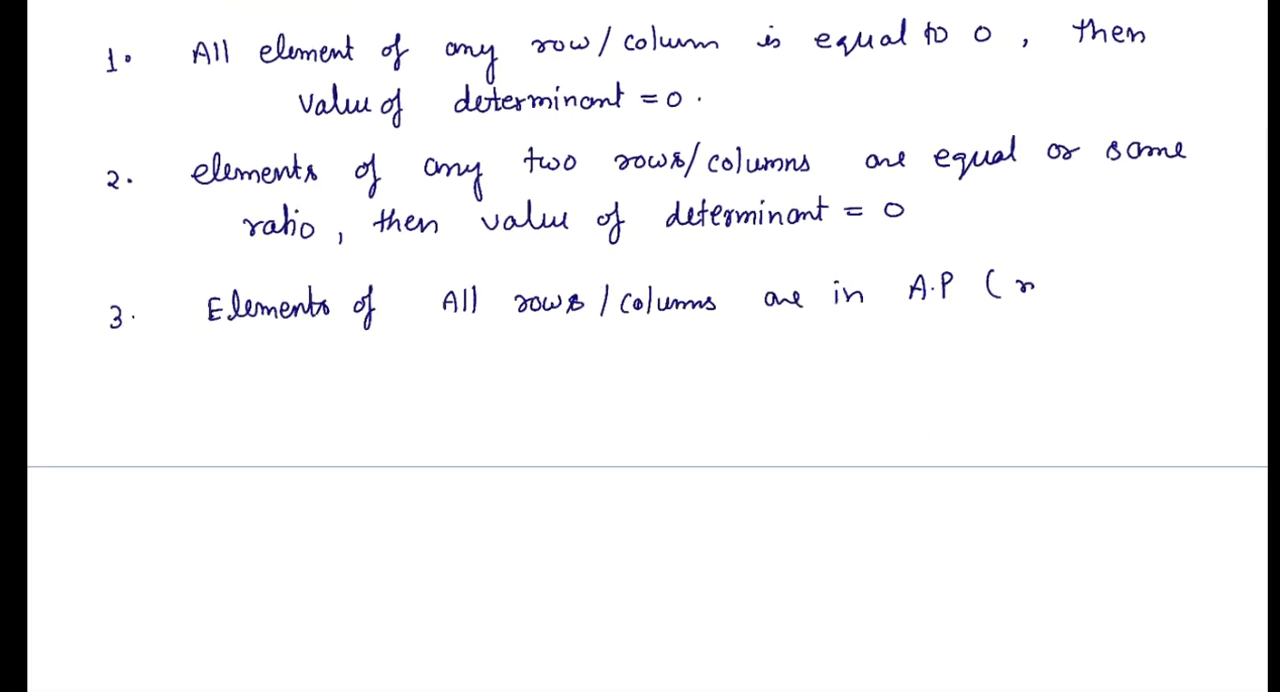 1. All element of any row/colum is equal to 0, then
value of determinant = 0.
2. elements of any two rows/columns are equal or same
ratio, then value of determinant = 0
3. Elements of All rows/columns are in A.P (